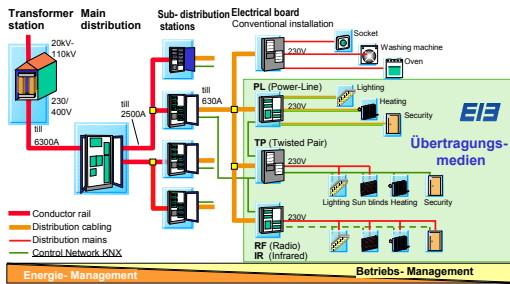 Transformer station
Main distribution
Sub- distribution stations
Electrical board
Conventional installation
20kV-
110kV
230/
400V
till
6300A
till
2500A
till
630A
230V
Socket
Washing machine
Oven
PL (Power-Line)
230V
Lighting
Heating
Security
EIB
Übertragungs-
medien
TP (Twisted Pair)
230V
Lighting Sun blinds Heating Security
230V
RF (Radio)
IR (Infrared)
Conductor rail
Distribution cabling
Distribution mains
Control Network KNX
Energie- Management
Betriebs- Management